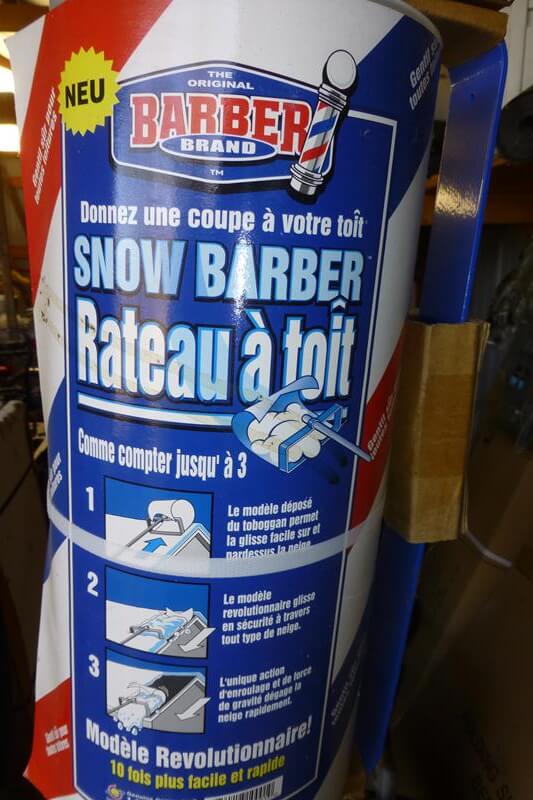 NEU
THE
ORIGINAL
BARBER
BRAND
TM
Donnez une coupe à votre toît
SNOW BARBER
Rateau à toît
Comme compter jusqu' à 3
1
Le modèle déposé
du toboggan permet
la glisse facile sur et
pardessus la neige.
2
Le modèle
revolutionnaire glisse
en sécurité à travers
tout type de neige.
3
L'unique action
d'enroulage et de force
de gravité dégage la
neige rapidement.
Modèle Revolutionnaire!
10 fois plus facile et rapide